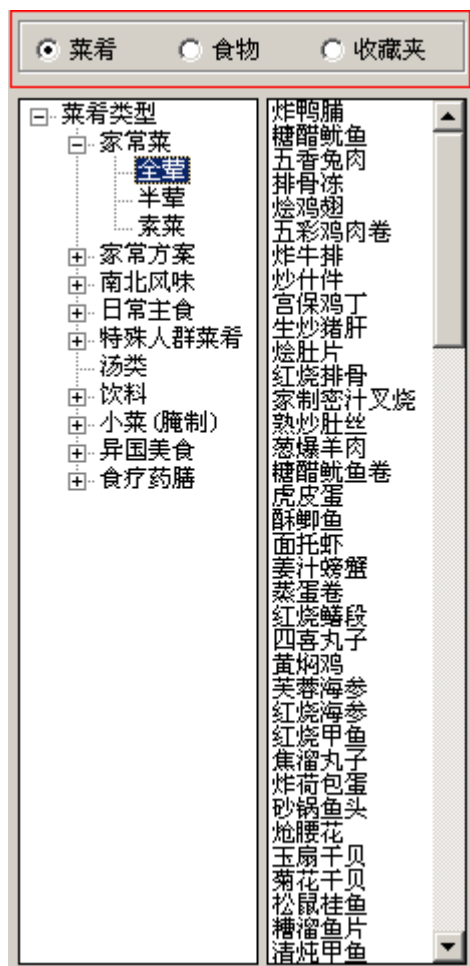 菜肴 食物 收藏夹
菜肴类型
家常菜
全荤
半荤
素菜
家常方案
南北风味
日常主食
特殊人群菜肴
汤类
饮料
小菜(腌制)
异国美食
食疗药膳
炸鸭脯
糖醋鱿鱼
五香兔肉
排骨冻
烩鸡翅
五彩鸡肉卷
炸牛排
炒什件
宫保鸡丁
生炒猪肝
烩肚片
红烧排骨
家制密汁叉烧
熟炒肚丝
葱爆羊肉
糖醋鱿鱼卷
虎皮蛋
酥鲫鱼
面托虾
姜汁螃蟹
蒸蛋卷
红烧鳝段
四喜丸子
黄焖鸡
芙蓉海参
红烧海参
红烧甲鱼
焦溜丸子
炸荷包蛋
砂锅鱼头
炝腰花
玉扇干贝
菊花干贝
松鼠桂鱼
糟溜鱼片
清炖甲鱼